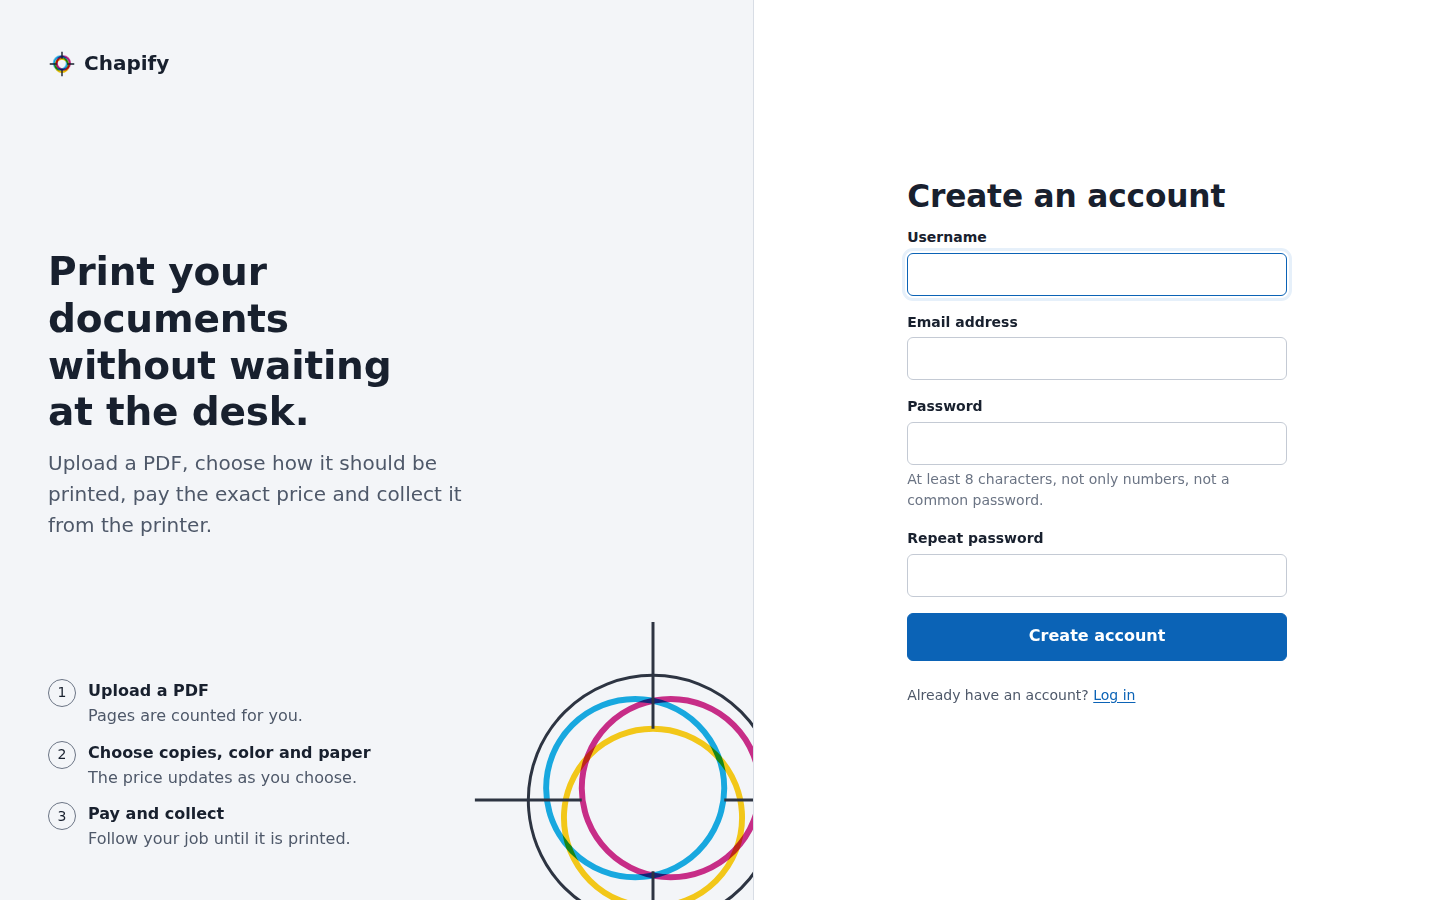 Chapify
Print your
documents
without waiting
at the desk.
Upload a PDF, choose how it should be
printed, pay the exact price and collect it
from the printer.
1
Upload a PDF
Pages are counted for you.
2
Choose copies, color and paper
The price updates as you choose.
3
Pay and collect
Follow your job until it is printed.
Create an account
Username
Email address
Password
At least 8 characters, not only numbers, not a
common password.
Repeat password
Create account
Already have an account? Log in